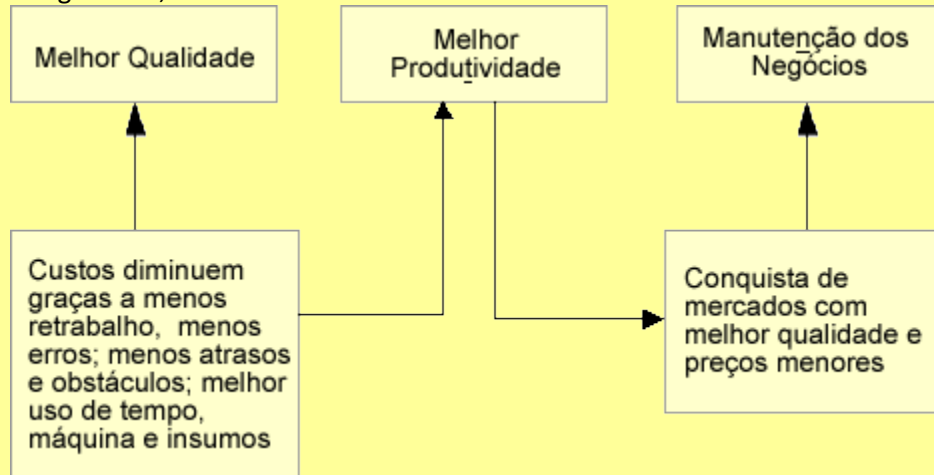 Melhor Qualidade
Melhor
Produtividade
Manutenção dos
Negócios
Custos diminuem
graças a menos
retrabalho, menos
erros; menos atrasos
e obstáculos; melhor
uso de tempo,
máquina e insumos
Conquista de
mercados com
melhor qualidade e
preços menores